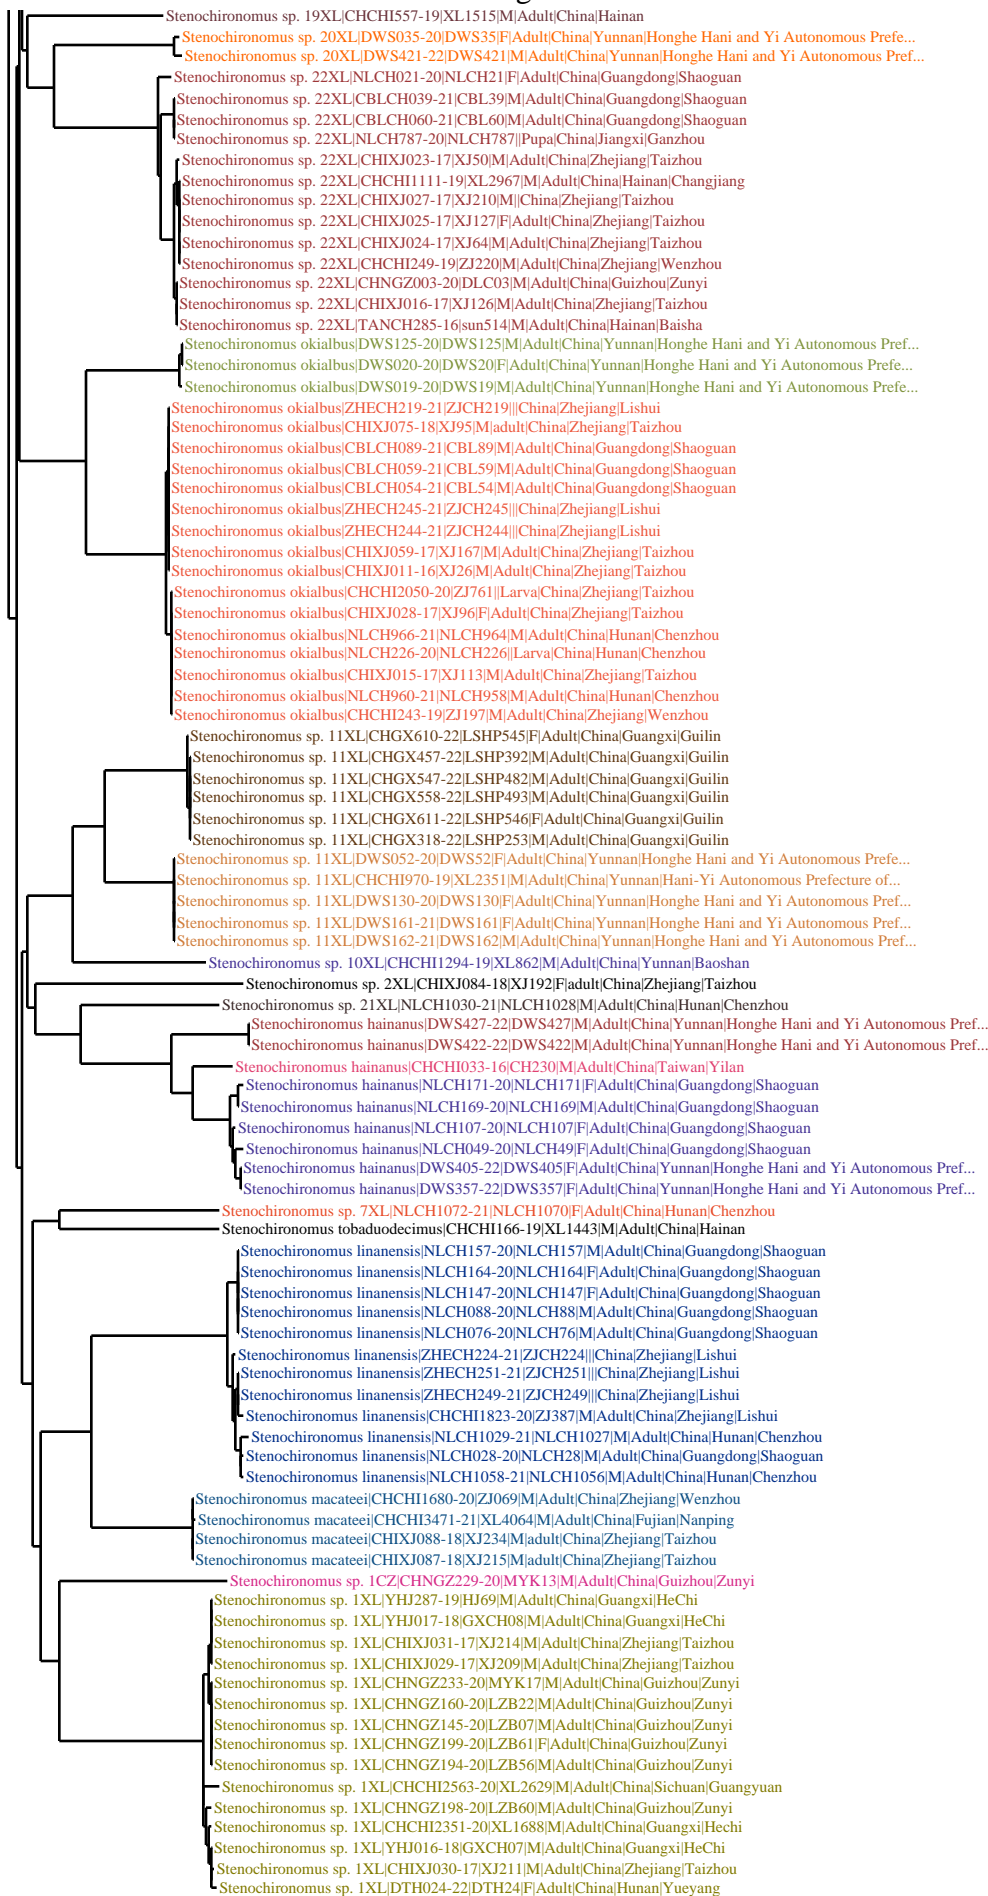 Stenochironomus sp. 19XL|CHCHI557-19|XL1515|M|Adult|China|Hainan
Stenochironomus sp. 20XL|DWS035-20|DWS35|F|Adult|China|Yunnan|Honghe Hani and Yi Autonomous Prefe...
Stenochironomus sp. 20XL|DWS421-22|DWS421|M|Adult|China|Yunnan|Honghe Hani and Yi Autonomous Pref...
Stenochironomus sp. 22XL|NLCH021-20|NLCH21|F|Adult|China|Guangdong|Shaoguan
Stenochironomus sp. 22XL|CBLCH039-21|CBL39|M|Adult|China|Guangdong|Shaoguan
Stenochironomus sp. 22XL|CBLCH060-21|CBL60|M|Adult|China|Guangdong|Shaoguan
Stenochironomus sp. 22XL|NLCH787-20|NLCH787||Pupa|China|Jiangxi|Ganzhou
Stenochironomus sp. 22XL|CHIXJ023-17|XJ50|M|Adult|China|Zhejiang|Taizhou
Stenochironomus sp. 22XL|CHCHI1111-19|XL2967|M|Adult|China|Hainan|Changjiang
Stenochironomus sp. 22XL|CHIXJ027-17|XJ210|M||China|Zhejiang|Taizhou
Stenochironomus sp. 22XL|CHIXJ025-17|XJ127|F|Adult|China|Zhejiang|Taizhou
Stenochironomus sp. 22XL|CHIXJ024-17|XJ64|M|Adult|China|Zhejiang|Taizhou
Stenochironomus sp. 22XL|CHCHI249-19|ZJ220|M|Adult|China|Zhejiang|Wenzhou
Stenochironomus sp. 22XL|CHNGZ003-20|DLC03|M|Adult|China|Guizhou|Zunyi
Stenochironomus sp. 22XL|CHIXJ016-17|XJ126|M|Adult|China|Zhejiang|Taizhou
Stenochironomus sp. 22XL|TANCH285-16|sun514|M|Adult|China|Hainan|Baisha
Stenochironomus okialbus|DWS125-20|DWS125|M|Adult|China|Yunnan|Honghe Hani and Yi Autonomous Pref...
Stenochironomus okialbus|DWS020-20|DWS20|F|Adult|China|Yunnan|Honghe Hani and Yi Autonomous Prefe...
Stenochironomus okialbus|DWS019-20|DWS19|M|Adult|China|Yunnan|Honghe Hani and Yi Autonomous Prefe...
Stenochironomus okialbus|ZHECH219-21|ZJCH219|||China|Zhejiang|Lishui
Stenochironomus okialbus|CHIXJ075-18|XJ95|M|adult|China|Zhejiang|Taizhou
Stenochironomus okialbus|CBLCH089-21|CBL89|M|Adult|China|Guangdong|Shaoguan
Stenochironomus okialbus|CBLCH059-21|CBL59|M|Adult|China|Guangdong|Shaoguan
Stenochironomus okialbus|CBLCH054-21|CBL54|M|Adult|China|Guangdong|Shaoguan
Stenochironomus okialbus|ZHECH245-21|ZJCH245|||China|Zhejiang|Lishui
Stenochironomus okialbus|ZHECH244-21|ZJCH244|||China|Zhejiang|Lishui
Stenochironomus okialbus|CHIXJ059-17|XJ167|M|Adult|China|Zhejiang|Taizhou
Stenochironomus okialbus|CHIXJ011-16|XJ26|M|Adult|China|Zhejiang|Taizhou
Stenochironomus okialbus|CHCHI2050-20|ZJ761||Larva|China|Zhejiang|Taizhou
Stenochironomus okialbus|CHIXJ028-17|XJ96|F|Adult|China|Zhejiang|Taizhou
Stenochironomus okialbus|NLCH966-21|NLCH964|M|Adult|China|Hunan|Chenzhou
Stenochironomus okialbus|NLCH226-20|NLCH226||Larva|China|Hunan|Chenzhou
Stenochironomus okialbus|CHIXJ015-17|XJ113|M|Adult|China|Zhejiang|Taizhou
Stenochironomus okialbus|NLCH960-21|NLCH958|M|Adult|China|Hunan|Chenzhou
Stenochironomus okialbus|CHCHI243-19|ZJ197|M|Adult|China|Zhejiang|Wenzhou
Stenochironomus sp. 11XL|CHGX610-22|LSHP545|F|Adult|China|Guangxi|Guilin
Stenochironomus sp. 11XL|CHGX457-22|LSHP392|M|Adult|China|Guangxi|Guilin
Stenochironomus sp. 11XL|CHGX547-22|LSHP482|M|Adult|China|Guangxi|Guilin
Stenochironomus sp. 11XL|CHGX558-22|LSHP493|M|Adult|China|Guangxi|Guilin
Stenochironomus sp. 11XL|CHGX611-22|LSHP546|F|Adult|China|Guangxi|Guilin
Stenochironomus sp. 11XL|CHGX318-22|LSHP253|M|Adult|China|Guangxi|Guilin
Stenochironomus sp. 11XL|DWS052-20|DWS52|F|Adult|China|Yunnan|Honghe Hani and Yi Autonomous Prefe...
Stenochironomus sp. 11XL|CHCHI970-19|XL2351|M|Adult|China|Yunnan|Hani-Yi Autonomous Prefecture of...
Stenochironomus sp. 11XL|DWS130-20|DWS130|F|Adult|China|Yunnan|Honghe Hani and Yi Autonomous Pref...
Stenochironomus sp. 11XL|DWS161-21|DWS161|F|Adult|China|Yunnan|Honghe Hani and Yi Autonomous Pref...
Stenochironomus sp. 11XL|DWS162-21|DWS162|M|Adult|China|Yunnan|Honghe Hani and Yi Autonomous Pref...
Stenochironomus sp. 10XL|CHCHI1294-19|XL862|M|Adult|China|Yunnan|Baoshan
Stenochironomus sp. 2XL|CHIXJ084-18|XJ192|F|adult|China|Zhejiang|Taizhou
Stenochironomus sp. 21XL|NLCH1030-21|NLCH1028|M|Adult|China|Hunan|Chenzhou
Stenochironomus hainanus|DWS427-22|DWS427|M|Adult|China|Yunnan|Honghe Hani and Yi Autonomous Pref...
Stenochironomus hainanus|DWS422-22|DWS422|M|Adult|China|Yunnan|Honghe Hani and Yi Autonomous Pref...
Stenochironomus hainanus|CHCHI033-16|CH230|M|Adult|China|Taiwan|Yilan
Stenochironomus hainanus|NLCH171-20|NLCH171|F|Adult|China|Guangdong|Shaoguan
Stenochironomus hainanus|NLCH169-20|NLCH169|M|Adult|China|Guangdong|Shaoguan
Stenochironomus hainanus|NLCH107-20|NLCH107|F|Adult|China|Guangdong|Shaoguan
Stenochironomus hainanus|NLCH049-20|NLCH49|F|Adult|China|Guangdong|Shaoguan
Stenochironomus hainanus|DWS405-22|DWS405|F|Adult|China|Yunnan|Honghe Hani and Yi Autonomous Pref...
Stenochironomus hainanus|DWS357-22|DWS357|F|Adult|China|Yunnan|Honghe Hani and Yi Autonomous Pref...
Stenochironomus sp. 7XL|NLCH1072-21|NLCH1070|F|Adult|China|Hunan|Chenzhou
Stenochironomus tobaduodecimus|CHCHI166-19|XL1443|M|Adult|China|Hainan
Stenochironomus linanensis|NLCH157-20|NLCH157|M|Adult|China|Guangdong|Shaoguan
Stenochironomus linanensis|NLCH164-20|NLCH164|F|Adult|China|Guangdong|Shaoguan
Stenochironomus linanensis|NLCH147-20|NLCH147|F|Adult|China|Guangdong|Shaoguan
Stenochironomus linanensis|NLCH088-20|NLCH88|M|Adult|China|Guangdong|Shaoguan
Stenochironomus linanensis|NLCH076-20|NLCH76|M|Adult|China|Guangdong|Shaoguan
Stenochironomus linanensis|ZHECH224-21|ZJCH224|||China|Zhejiang|Lishui
Stenochironomus linanensis|ZHECH251-21|ZJCH251|||China|Zhejiang|Lishui
Stenochironomus linanensis|ZHECH249-21|ZJCH249|||China|Zhejiang|Lishui
Stenochironomus linanensis|CHCHI1823-20|ZJ387|M|Adult|China|Zhejiang|Lishui
Stenochironomus linanensis|NLCH1029-21|NLCH1027|M|Adult|China|Hunan|Chenzhou
Stenochironomus linanensis|NLCH028-20|NLCH28|M|Adult|China|Guangdong|Shaoguan
Stenochironomus linanensis|NLCH1058-21|NLCH1056|M|Adult|China|Hunan|Chenzhou
Stenochironomus macateei|CHCHI1680-20|ZJ069|M|Adult|China|Zhejiang|Wenzhou
Stenochironomus macateei|CHCHI3471-21|XL4064|M|Adult|China|Fujian|Nanping
Stenochironomus macateei|CHIXJ088-18|XJ234|M|adult|China|Zhejiang|Taizhou
Stenochironomus macateei|CHIXJ087-18|XJ215|M|adult|China|Zhejiang|Taizhou
Stenochironomus sp. 1CZ|CHNGZ229-20|MYK13|M|Adult|China|Guizhou|Zunyi
Stenochironomus sp. 1XL|YHJ287-19|HJ69|M|Adult|China|Guangxi|HeChi
Stenochironomus sp. 1XL|YHJ017-18|GXCH08|M|Adult|China|Guangxi|HeChi
Stenochironomus sp. 1XL|CHIXJ031-17|XJ214|M|Adult|China|Zhejiang|Taizhou
Stenochironomus sp. 1XL|CHIXJ029-17|XJ209|M|Adult|China|Zhejiang|Taizhou
Stenochironomus sp. 1XL|CHNGZ233-20|MYK17|M|Adult|China|Guizhou|Zunyi
Stenochironomus sp. 1XL|CHNGZ160-20|LZB22|M|Adult|China|Guizhou|Zunyi
Stenochironomus sp. 1XL|CHNGZ145-20|LZB07|M|Adult|China|Guizhou|Zunyi
Stenochironomus sp. 1XL|CHNGZ199-20|LZB61|F|Adult|China|Guizhou|Zunyi
Stenochironomus sp. 1XL|CHNGZ194-20|LZB56|M|Adult|China|Guizhou|Zunyi
Stenochironomus sp. 1XL|CHCHI2563-20|XL2629|M|Adult|China|Sichuan|Guangyuan
Stenochironomus sp. 1XL|CHNGZ198-20|LZB60|M|Adult|China|Guizhou|Zunyi
Stenochironomus sp. 1XL|CHCHI2351-20|XL1688|M|Adult|China|Guangxi|Hechi
Stenochironomus sp. 1XL|YHJ016-18|GXCH07|M|Adult|China|Guangxi|HeChi
Stenochironomus sp. 1XL|CHIXJ030-17|XJ211|M|Adult|China|Zhejiang|Taizhou
Stenochironomus sp. 1XL|DTH024-22|DTH24|F|Adult|China|Hunan|Yueyang